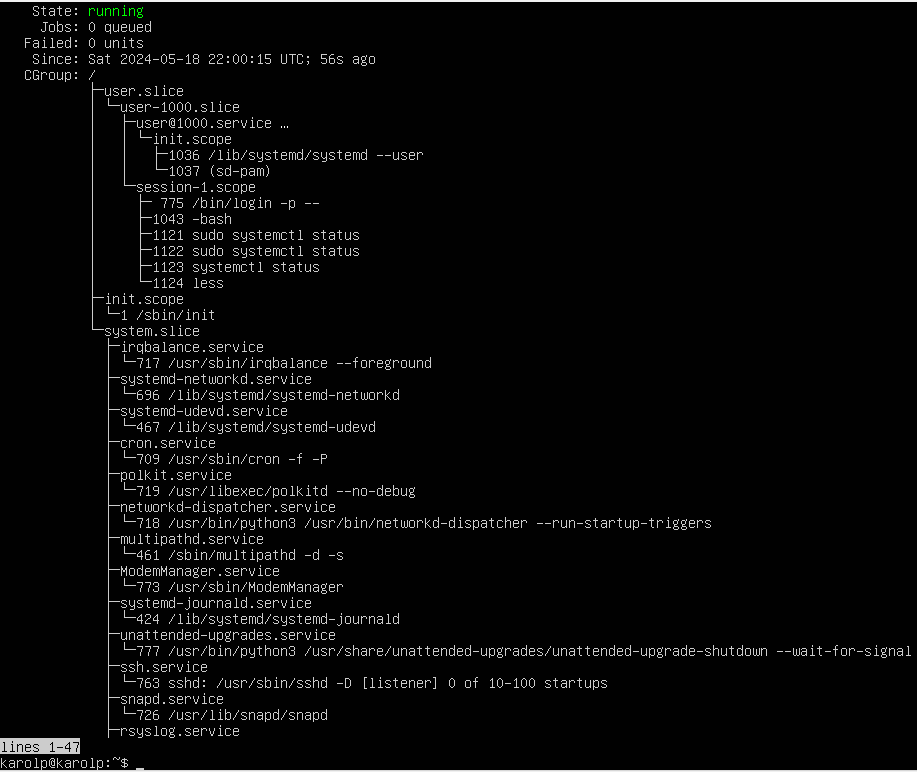 State: running
     Jobs: 0 queued
   Failed: 0 units
    Since: Sat 2024-05-18 22:00:15 UTC; 56s ago
   CGroup: /
           ├─user.slice
           │ └─user-1000.slice
           │   ├─user@1000.service …
           │   │ └─init.scope
           │   │   ├─1036 /lib/systemd/systemd --user
           │   │   └─1037 (sd-pam)
           │   └─session-1.scope
           │     ├─ 775 /bin/login -p --
           │     ├─1043 -bash
           │     ├─1121 sudo systemctl status
           │     ├─1122 sudo systemctl status
           │     ├─1123 systemctl status
           │     └─1124 less
           ├─init.scope
           │ └─1 /sbin/init
           └─system.slice
             ├─irqbalance.service
             │ └─717 /usr/sbin/irqbalance --foreground
             ├─systemd-networkd.service
             │ └─696 /lib/systemd/systemd-networkd
             ├─systemd-udevd.service
             │ └─467 /lib/systemd/systemd-udevd
             ├─cron.service
             │ └─709 /usr/sbin/cron -f -P
             ├─polkit.service
             │ └─719 /usr/libexec/polkitd --no-debug
             ├─networkd-dispatcher.service
             │ └─718 /usr/bin/python3 /usr/bin/networkd-dispatcher --run-startup-triggers
             ├─multipathd.service
             │ └─461 /sbin/multipathd -d -s
             ├─ModemManager.service
             │ └─773 /usr/sbin/ModemManager
             ├─systemd-journald.service
             │ └─424 /lib/systemd/systemd-journald
             ├─unattended-upgrades.service
             │ └─777 /usr/bin/python3 /usr/share/unattended-upgrades/unattended-upgrade-shutdown --wait-for-signal
             ├─ssh.service
             │ └─763 sshd: /usr/sbin/sshd -D [listener] 0 of 10-100 startups
             ├─snapd.service
             │ └─726 /usr/lib/snapd/snapd
             ├─rsyslog.service
lines 1-47
karolp@karolp:~$ _